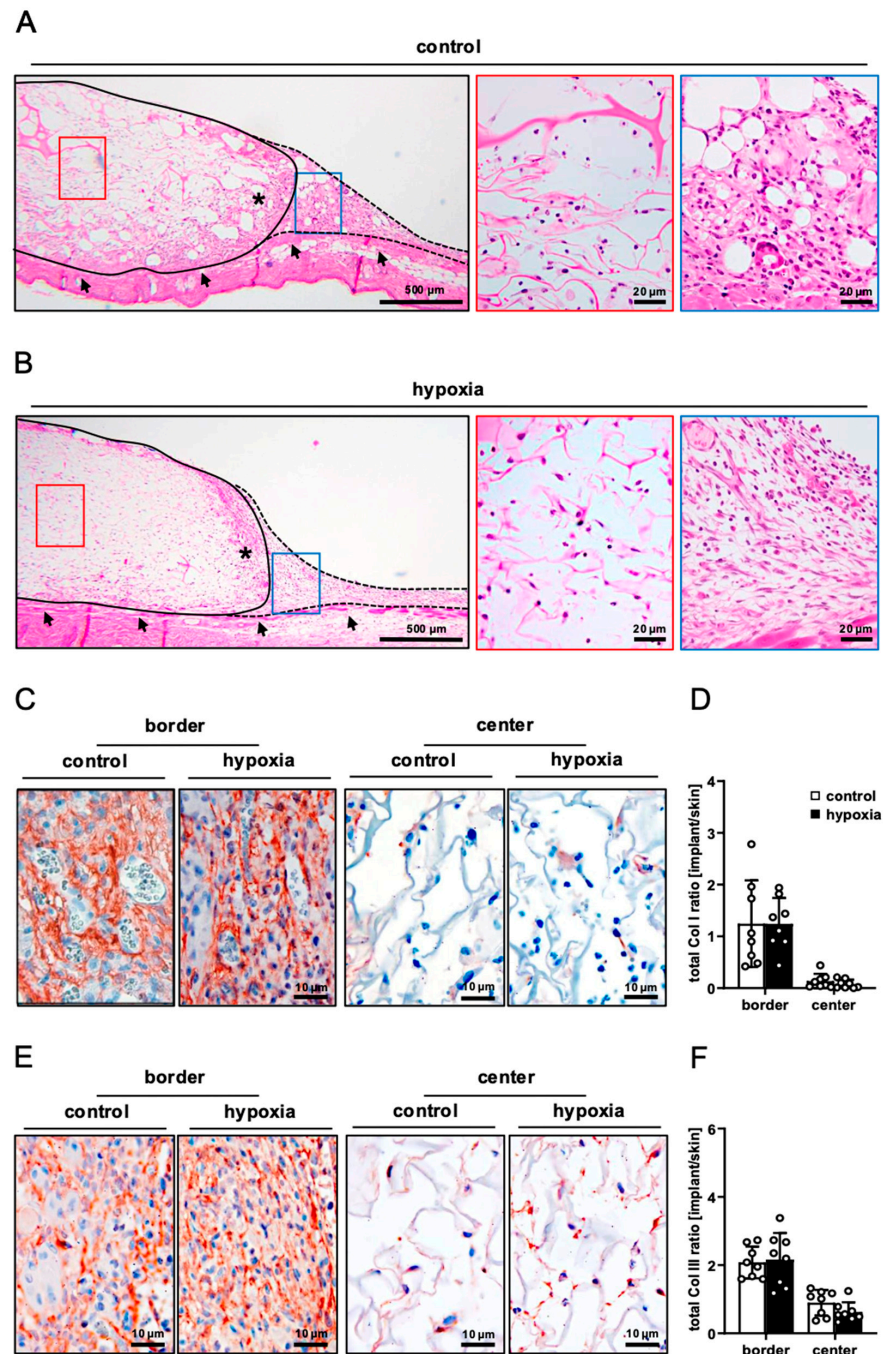 A
control
*
500 µm
20 µm
20 µm
B
hypoxia
*
500 µm
20 µm
20 µm
C
border
center
control
hypoxia
control
hypoxia
10 µm
10 µm
10 µm
D
total Col I ratio [implant/skin]
4
3
2
1
0
control
hypoxia
border
center
E
border
center
control
hypoxia
control
hypoxia
10 µm
10 µm
10 µm
10 µm
F
total Col III ratio [implant/skin]
6
4
2
0
border
center